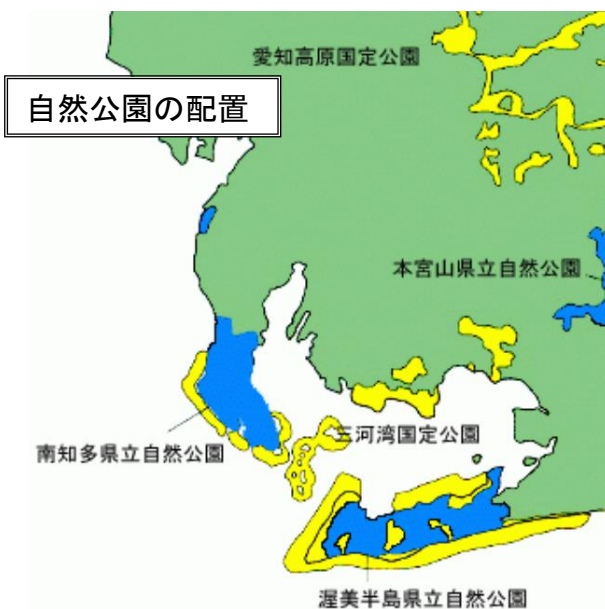 愛知高原国定公園
自然公園の配置
本宮山県立自然公園
三河湾国定公園
南知多県立自然公園
渥美半島県立自然公園